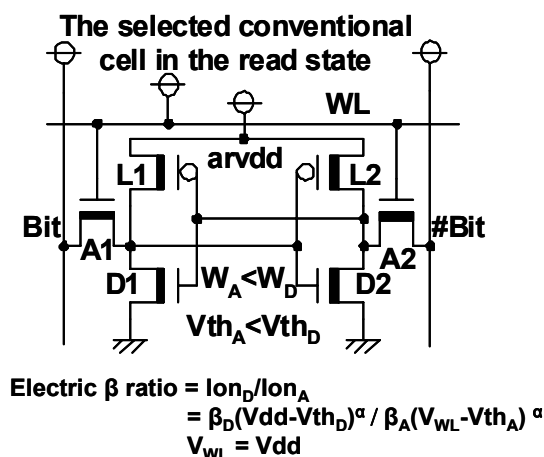 The selected conventional
cell in the read state
WL
arvdd
L1
L2
Bit
#Bit
A1
A2
D1
W_A<W_D
D2
Vth_A<Vth_D
Electric β ratio = Ion_D/Ion_A
= β_D(Vdd-Vth_D)^α / β_A(V_WL-Vth_A)^α
V_WL = Vdd